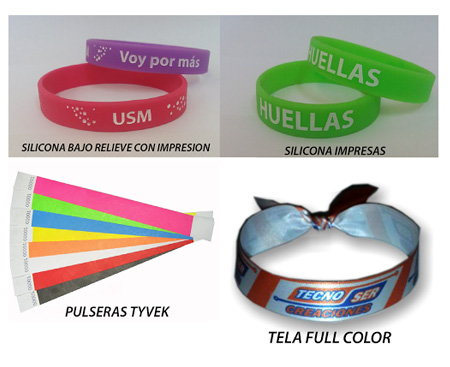 Voy por más
USM
SILICONA BAJO RELIEVE CON IMPRESION
HUELLAS
HUELLAS
SILICONA IMPRESAS
PULSERAS TYVEK
TECNO SER
CREACIONES
TELA FULL COLOR